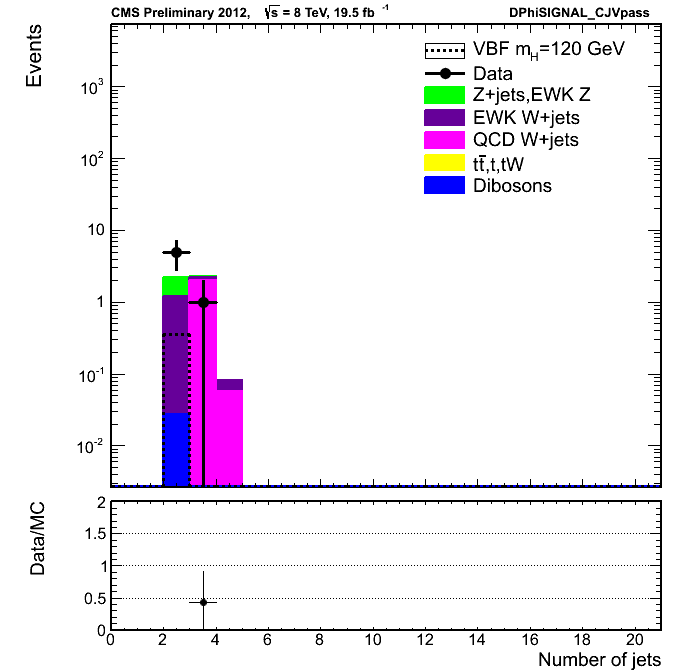 CMS Preliminary 2012, √s = 8 TeV, 19.5 fb⁻¹ DPhiSIGNAL_CJVpass
Events
10³
10²
10
1
10⁻¹
10⁻²
VBF m_H=120 GeV
Data
Z+jets,EWK Z
EWK W+jets
QCD W+jets
tt̅,t,tW
Dibosons
Data/MC
2
1.5
1
0.5
0
0 2 4 6 8 10 12 14 16 18 20
Number of jets